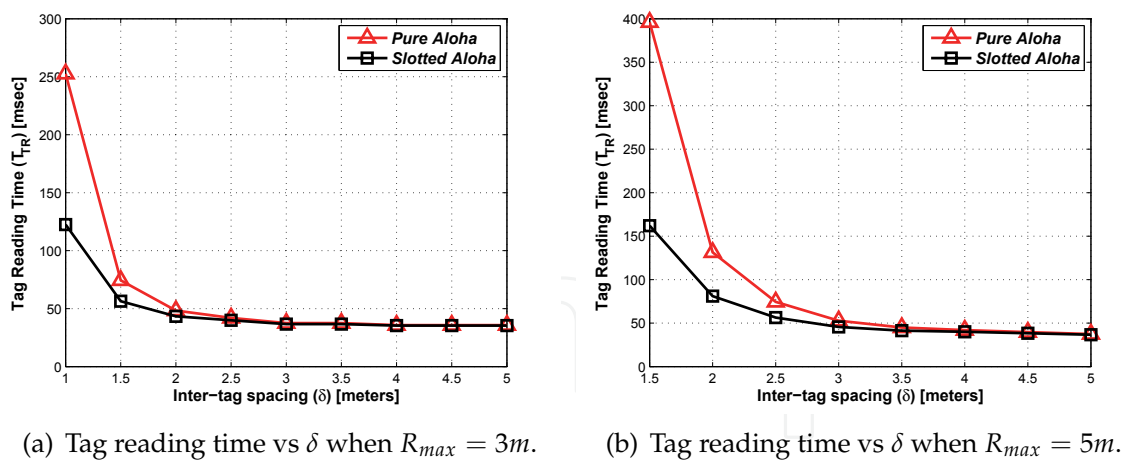 300
250
200
150
100
50
0
Tag Reading Time (T_TR) [msec]
Pure Aloha
Slotted Aloha
1 1.5 2 2.5 3 3.5 4 4.5 5
Inter−tag spacing (δ) [meters]
(a) Tag reading time vs δ when R_max = 3m.
400
350
300
250
200
150
100
50
0
Tag Reading Time (T_TR) [msec]
Pure Aloha
Slotted Aloha
1.5 2 2.5 3 3.5 4 4.5 5
Inter−tag spacing (δ) [meters]
(b) Tag reading time vs δ when R_max = 5m.